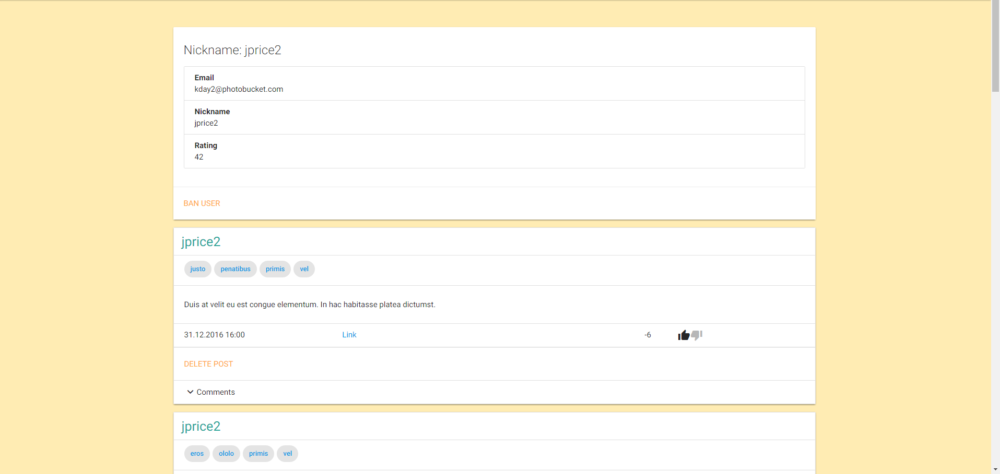 Nickname: jprice2
Email
kday2@photobucket.com
Nickname
jprice2
Rating
42
BAN USER
jprice2
justo penatibus primis vel
Duis at velit eu est congue elementum. In hac habitasse platea dictumst.
31.12.2016 16:00 Link -6
DELETE POST
Comments
jprice2
eros ololo primis vel